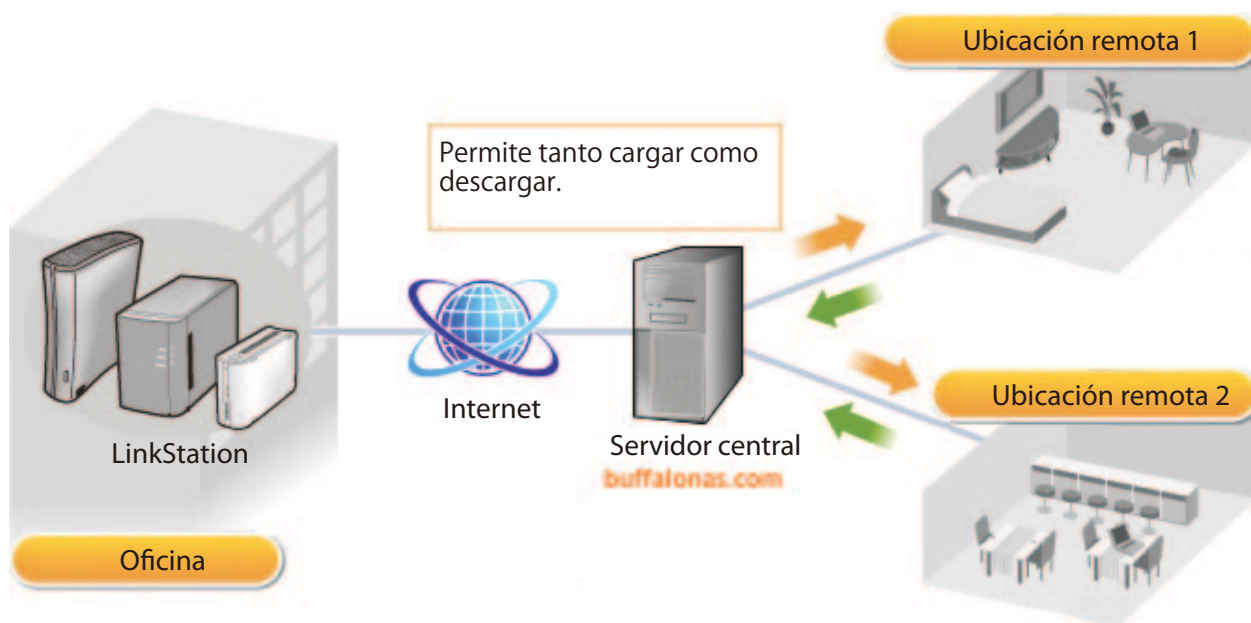 Ubicación remota 1
Permite tanto cargar como
descargar.
Internet
LinkStation
Servidor central
buffalonas.com
Ubicación remota 2
Oficina